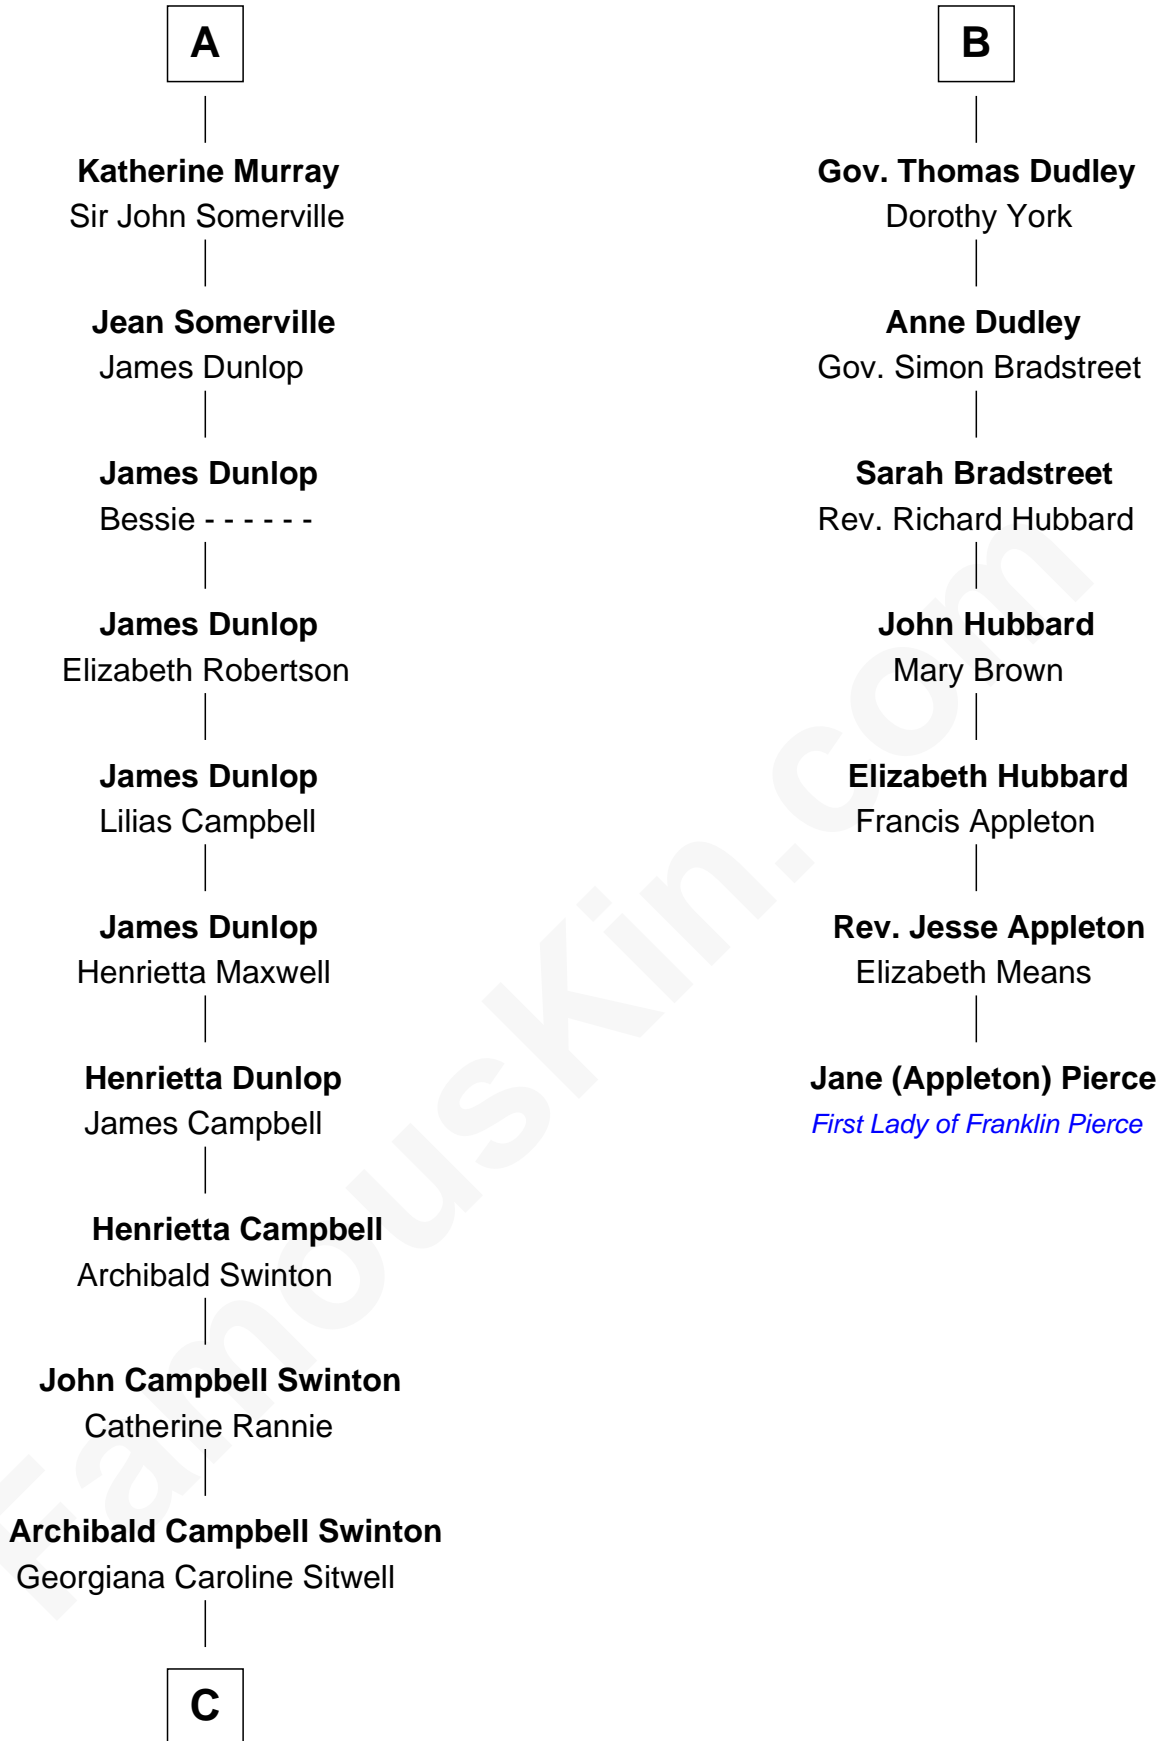 A
Katherine Murray
Sir John Somerville
Jean Somerville
James Dunlop
James Dunlop
Bessie - - - - - -
James Dunlop
Elizabeth Robertson
James Dunlop
Lilias Campbell
James Dunlop
Henrietta Maxwell
Henrietta Dunlop
James Campbell
Henrietta Campbell
Archibald Swinton
John Campbell Swinton
Catherine Rannie
Archibald Campbell Swinton
Georgiana Caroline Sitwell
C
B
Gov. Thomas Dudley
Dorothy York
Anne Dudley
Gov. Simon Bradstreet
Sarah Bradstreet
Rev. Richard Hubbard
John Hubbard
Mary Brown
Elizabeth Hubbard
Francis Appleton
Rev. Jesse Appleton
Elizabeth Means
Jane (Appleton) Pierce
First Lady of Franklin Pierce
FamousKin.com